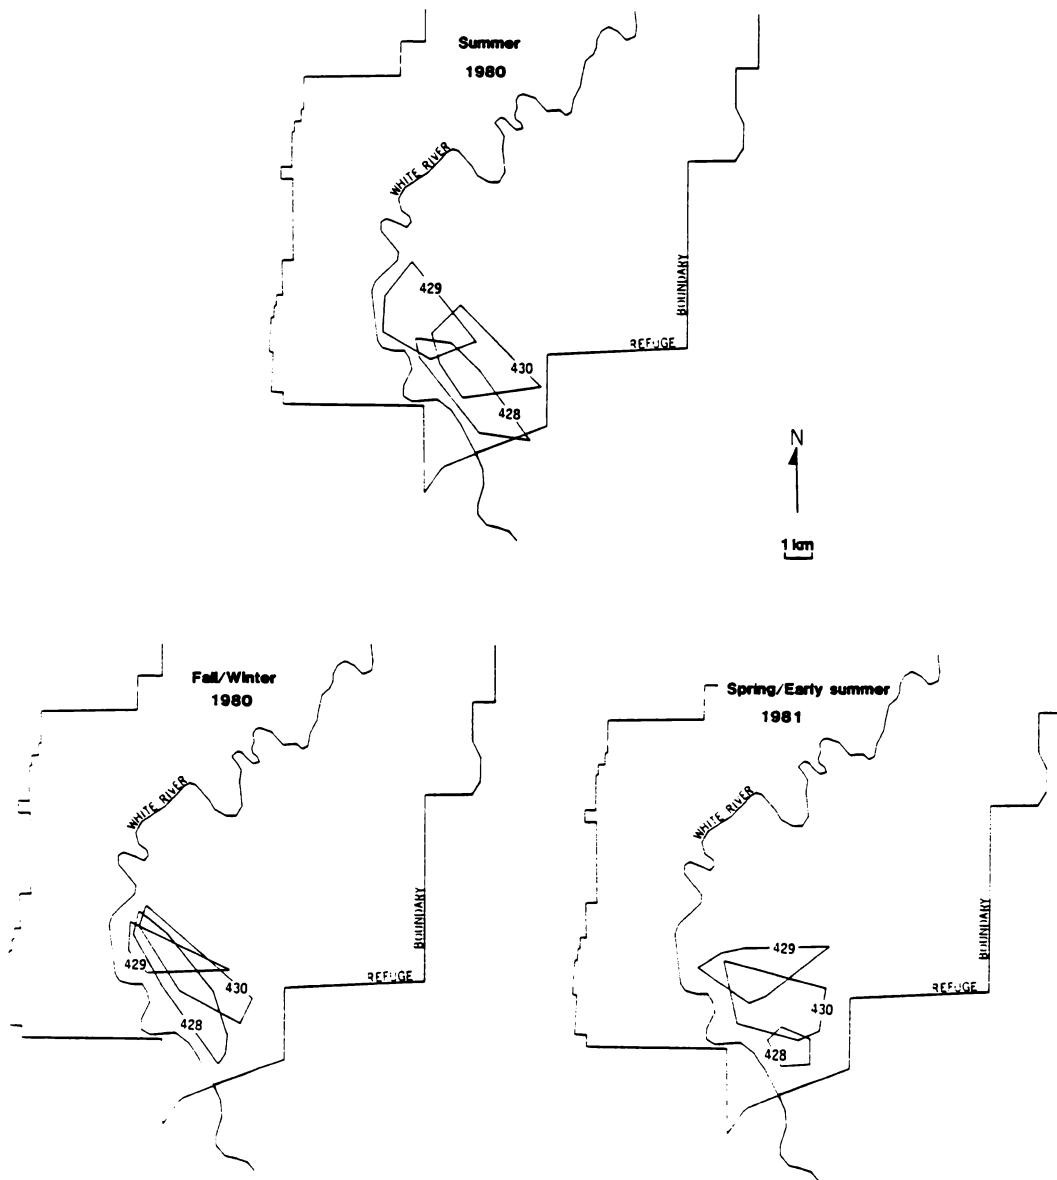 Summer
1980
WHITE RIVER
429
BOUNDARY
REFUGE
430
428
N
1 km
Fall/Winter
1980
WHITE RIVER
BOUNDARY
429
REFUGE
430
428
Spring/Early summer
1981
WHITE RIVER
BOUNDARY
429
REFUGE
430
428